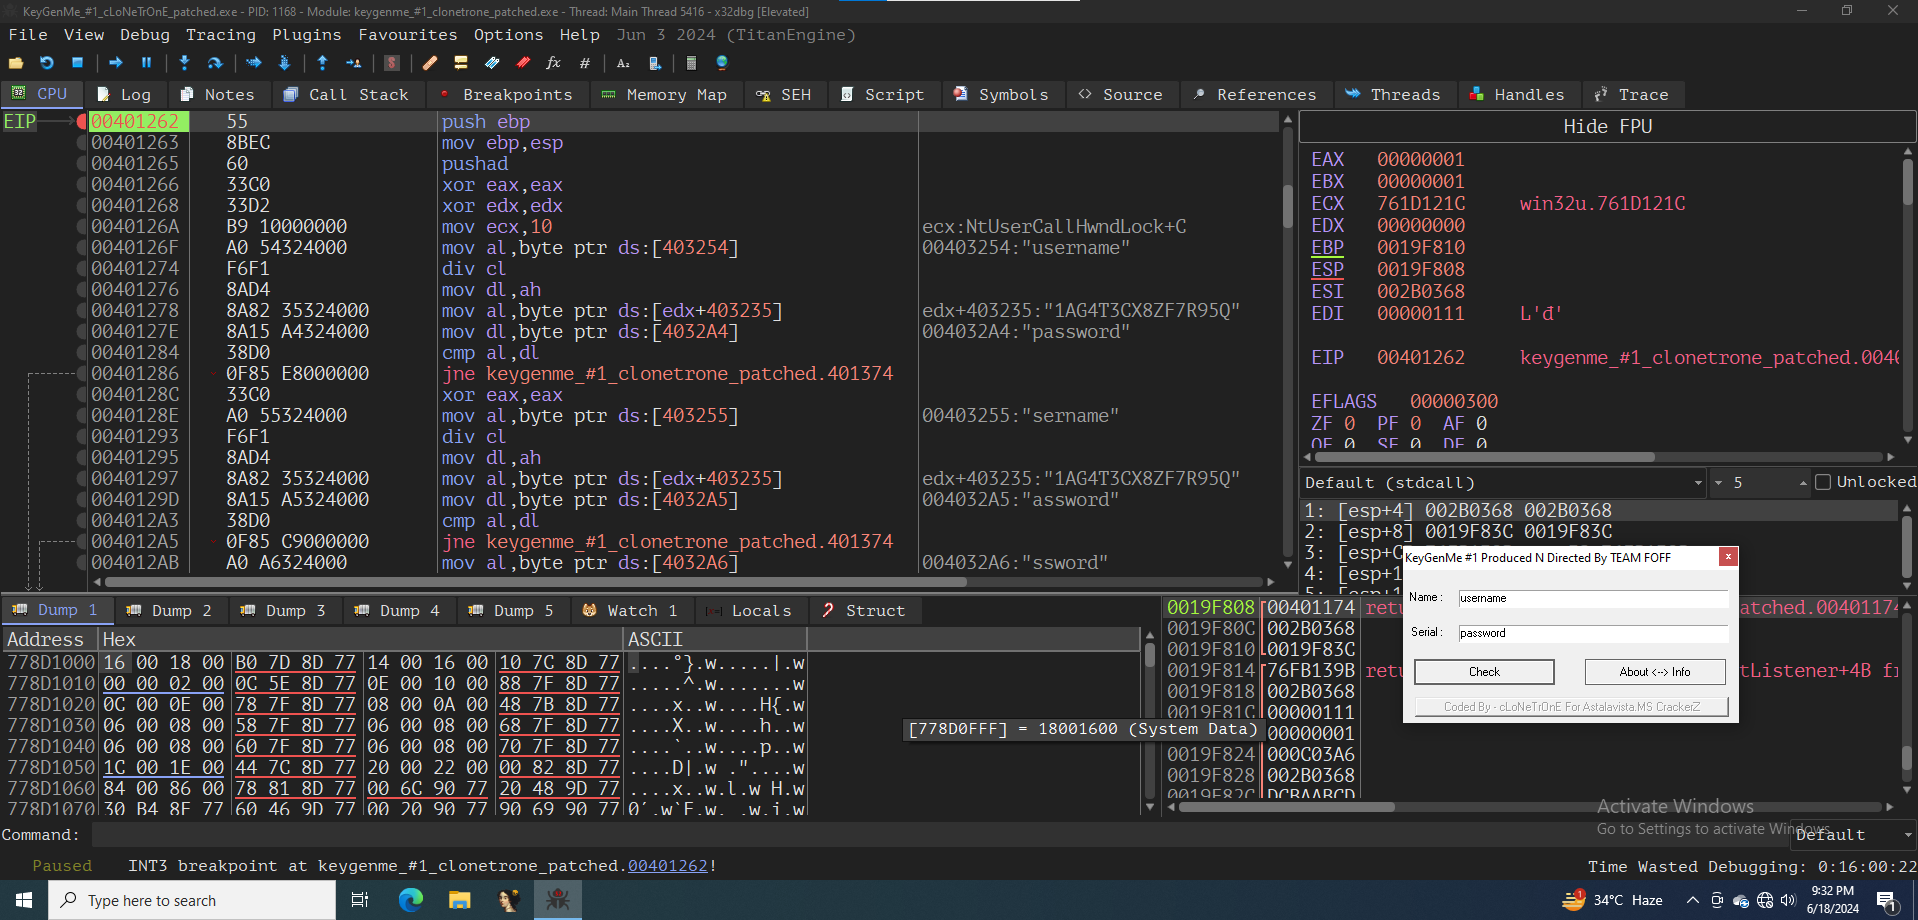 KeyGenMe_#1_cLoNeTrOnE_patched.exe - PID: 1168 - Module: keygenme_#1_clonetrone_patched.exe - Thread: Main Thread 5416 - x32dbg [Elevated]
File View Debug Tracing Plugins Favourites Options Help Jun 3 2024 (TitanEngine)
CPU Log Notes Call Stack Breakpoints Memory Map SEH Script Symbols Source References Threads Handles Trace
EIP 00401262 55 push ebp
00401263 8BEC mov ebp,esp
00401265 60 pushad
00401266 33C0 xor eax,eax
00401268 33D2 xor edx,edx
0040126A B9 10000000 mov ecx,10 ecx:NtUserCallHwndLock+C
0040126F A0 54324000 mov al,byte ptr ds:[403254] 00403254:"username"
00401274 F6F1 div cl
00401276 8AD4 mov dl,ah
00401278 8A82 35324000 mov al,byte ptr ds:[edx+403235] edx+403235:"1AG4T3CX8ZF7R95Q"
0040127E 8A15 A4324000 mov dl,byte ptr ds:[4032A4] 004032A4:"password"
00401284 38D0 cmp al,dl
00401286 0F85 E8000000 jne keygenme_#1_clonetrone_patched.401374
0040128C 33C0 xor eax,eax
0040128E A0 55324000 mov al,byte ptr ds:[403255] 00403255:"sername"
00401293 F6F1 div cl
00401295 8AD4 mov dl,ah
00401297 8A82 35324000 mov al,byte ptr ds:[edx+403235] edx+403235:"1AG4T3CX8ZF7R95Q"
0040129D 8A15 A5324000 mov dl,byte ptr ds:[4032A5] 004032A5:"assword"
004012A3 38D0 cmp al,dl
004012A5 0F85 C9000000 jne keygenme_#1_clonetrone_patched.401374
004012AB A0 A6324000 mov al,byte ptr ds:[4032A6] 004032A6:"ssword"
Hide FPU
EAX 00000001
EBX 00000001
ECX 761D121C win32u.761D121C
EDX 00000000
EBP 0019F810
ESP 0019F808
ESI 002B0368
EDI 00000111 L'đ'
EIP 00401262 keygenme_#1_clonetrone_patched.0040
EFLAGS 00000300
ZF 0 PF 0 AF 0
OF 0 SF 0 DF 0
Default (stdcall) 5 Unlocked
1: [esp+4] 002B0368 002B0368
2: [esp+8] 0019F83C 0019F83C
3: [esp+C
4: [esp+1
5: [esp+1
KeyGenMe #1 Produced N Directed By TEAM FOFF x
Name : username
Serial : password
Check About <--> Info
Coded By - cLoNeTrOnE For Astalavista.MS CrackerZ
Dump 1 Dump 2 Dump 3 Dump 4 Dump 5 Watch 1 Locals Struct
Address Hex ASCII
778D1000 16 00 18 00 B0 7D 8D 77 14 00 16 00 10 7C 8D 77 ....°}.w.....|.w
778D1010 00 00 02 00 0C 5E 8D 77 0E 00 10 00 88 7F 8D 77 .....^.w.......w
778D1020 0C 00 0E 00 78 7F 8D 77 08 00 0A 00 48 7B 8D 77 ....x..w....H{.w
778D1030 06 00 08 00 58 7F 8D 77 06 00 08 00 68 7F 8D 77 ....X..w....h..w
778D1040 06 00 08 00 60 7F 8D 77 06 00 08 00 70 7F 8D 77 ....`..w....p..w
778D1050 1C 00 1E 00 44 7C 8D 77 20 00 22 00 00 82 8D 77 ....D|.w ."....w
778D1060 84 00 86 00 78 81 8D 77 00 6C 90 77 20 48 9D 77 ....x..w.l.w H.w
778D1070 30 B4 8F 77 60 46 9D 77 00 20 90 77 90 69 90 77 0´.w`F.w. .w.i.w
[778D0FFF] = 18001600 (System Data)
0019F808 00401174 retu atched.00401174
0019F80C 002B0368
0019F810 0019F83C
0019F814 76FB139B retu tListener+4B fr
0019F818 002B0368
0019F81C 00000111
00000001
0019F824 000C03A6
0019F828 002B0368
0019F82C DCBAABCD
Activate Windows
Go to Settings to activate Windows.
Command: Default
Paused INT3 breakpoint at keygenme_#1_clonetrone_patched.00401262! Time Wasted Debugging: 0:16:00:22
Type here to search 1 34°C Haze 9:32 PM
6/18/2024 1